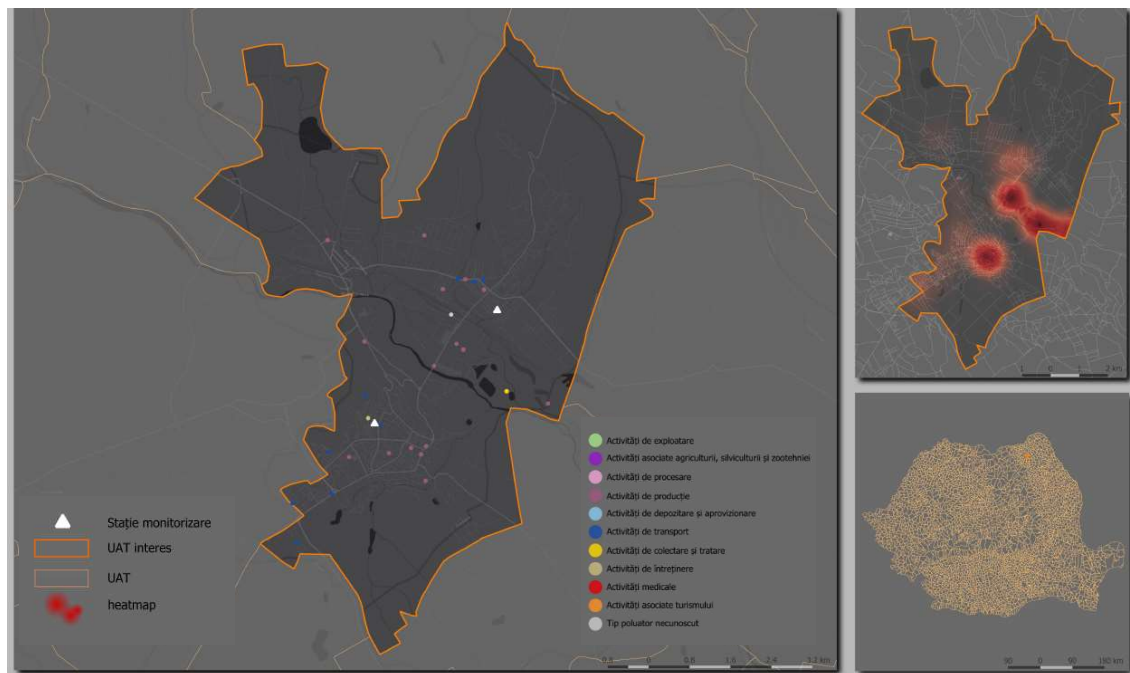 Stație monitorizare
UAT interes
UAT
heatmap
Activități de exploatare
Activități asociate agriculturii, silviculturii și zootehniei
Activități de procesare
Activități de producție
Activități de depozitare și aprovizionare
Activități de transport
Activități de colectare și tratare
Activități de întreținere
Activități medicale
Activități asociate turismului
Tip poluator necunoscut
0.8 0 0.8 1.6 2.4 3.2 km
1 0 1 2 km
90 0 90 180 km